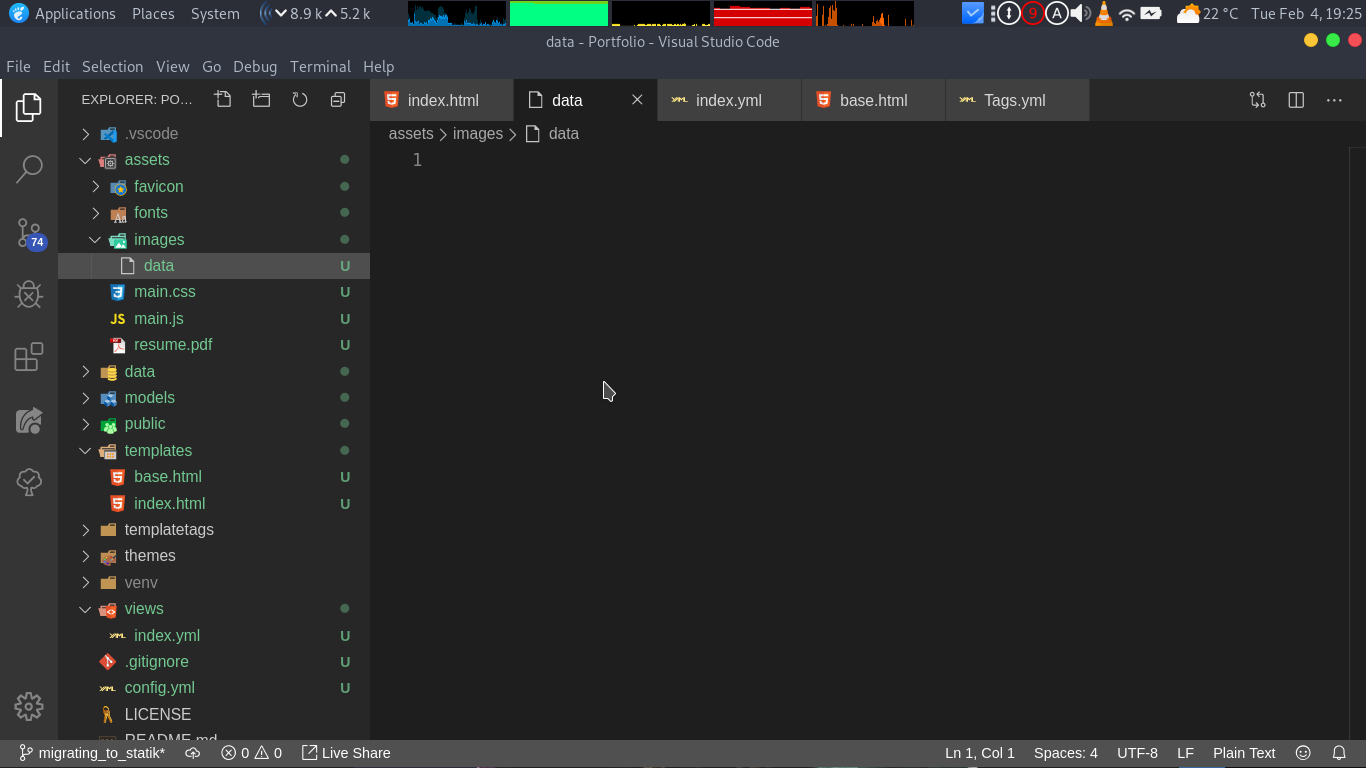 Applications Places System 8.9 k 5.2 k 9 A 22 °C Tue Feb 4, 19:25
data - Portfolio - Visual Studio Code
File Edit Selection View Go Debug Terminal Help
EXPLORER: PO... index.html data index.yml base.html Tags.yml
assets images data
1
.vscode
assets
favicon
fonts
images
data U
main.css U
JS main.js U
resume.pdf U
data
models
public
templates
base.html U
index.html U
templatetags
themes
venv
views
YAML index.yml U
.gitignore U
YAML config.yml U
LICENSE
README.md
74
migrating_to_statik* 0 0 Live Share Ln 1, Col 1 Spaces: 4 UTF-8 LF Plain Text